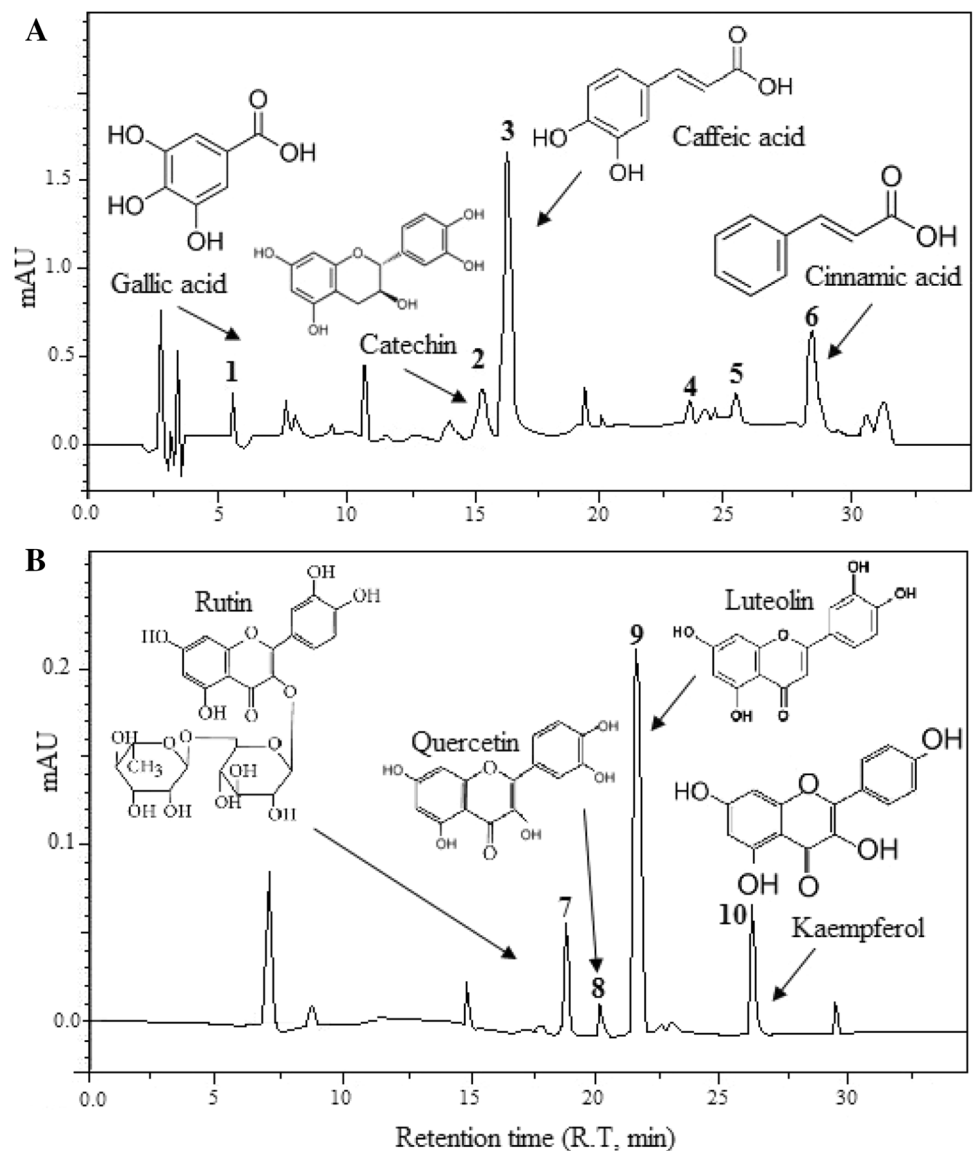 A
mAU
1.5
1.0
0.5
0.0
HO
HO
OH
O
OH
Gallic acid
1
HO
O
OH
OH
OH
OH
Catechin
2
3
HO
OH
O
OH
Caffeic acid
O
OH
Cinnamic acid
4
5
6
0.0
5
10
15
20
25
30
B
mAU
0.2
0.1
0.0
Rutin
OH
OH
HO
O
OH
O
O
OH
CH3
O
O
O
OH
OH
OH
OH
OH
Quercetin
HO
O
OH
OH
OH
O
OH
9
Luteolin
OH
OH
HO
O
OH
O
OH
HO
O
OH
OH
O
7
8
10
Kaempferol
0.0
5
10
15
20
25
30
Retention time (R.T, min)